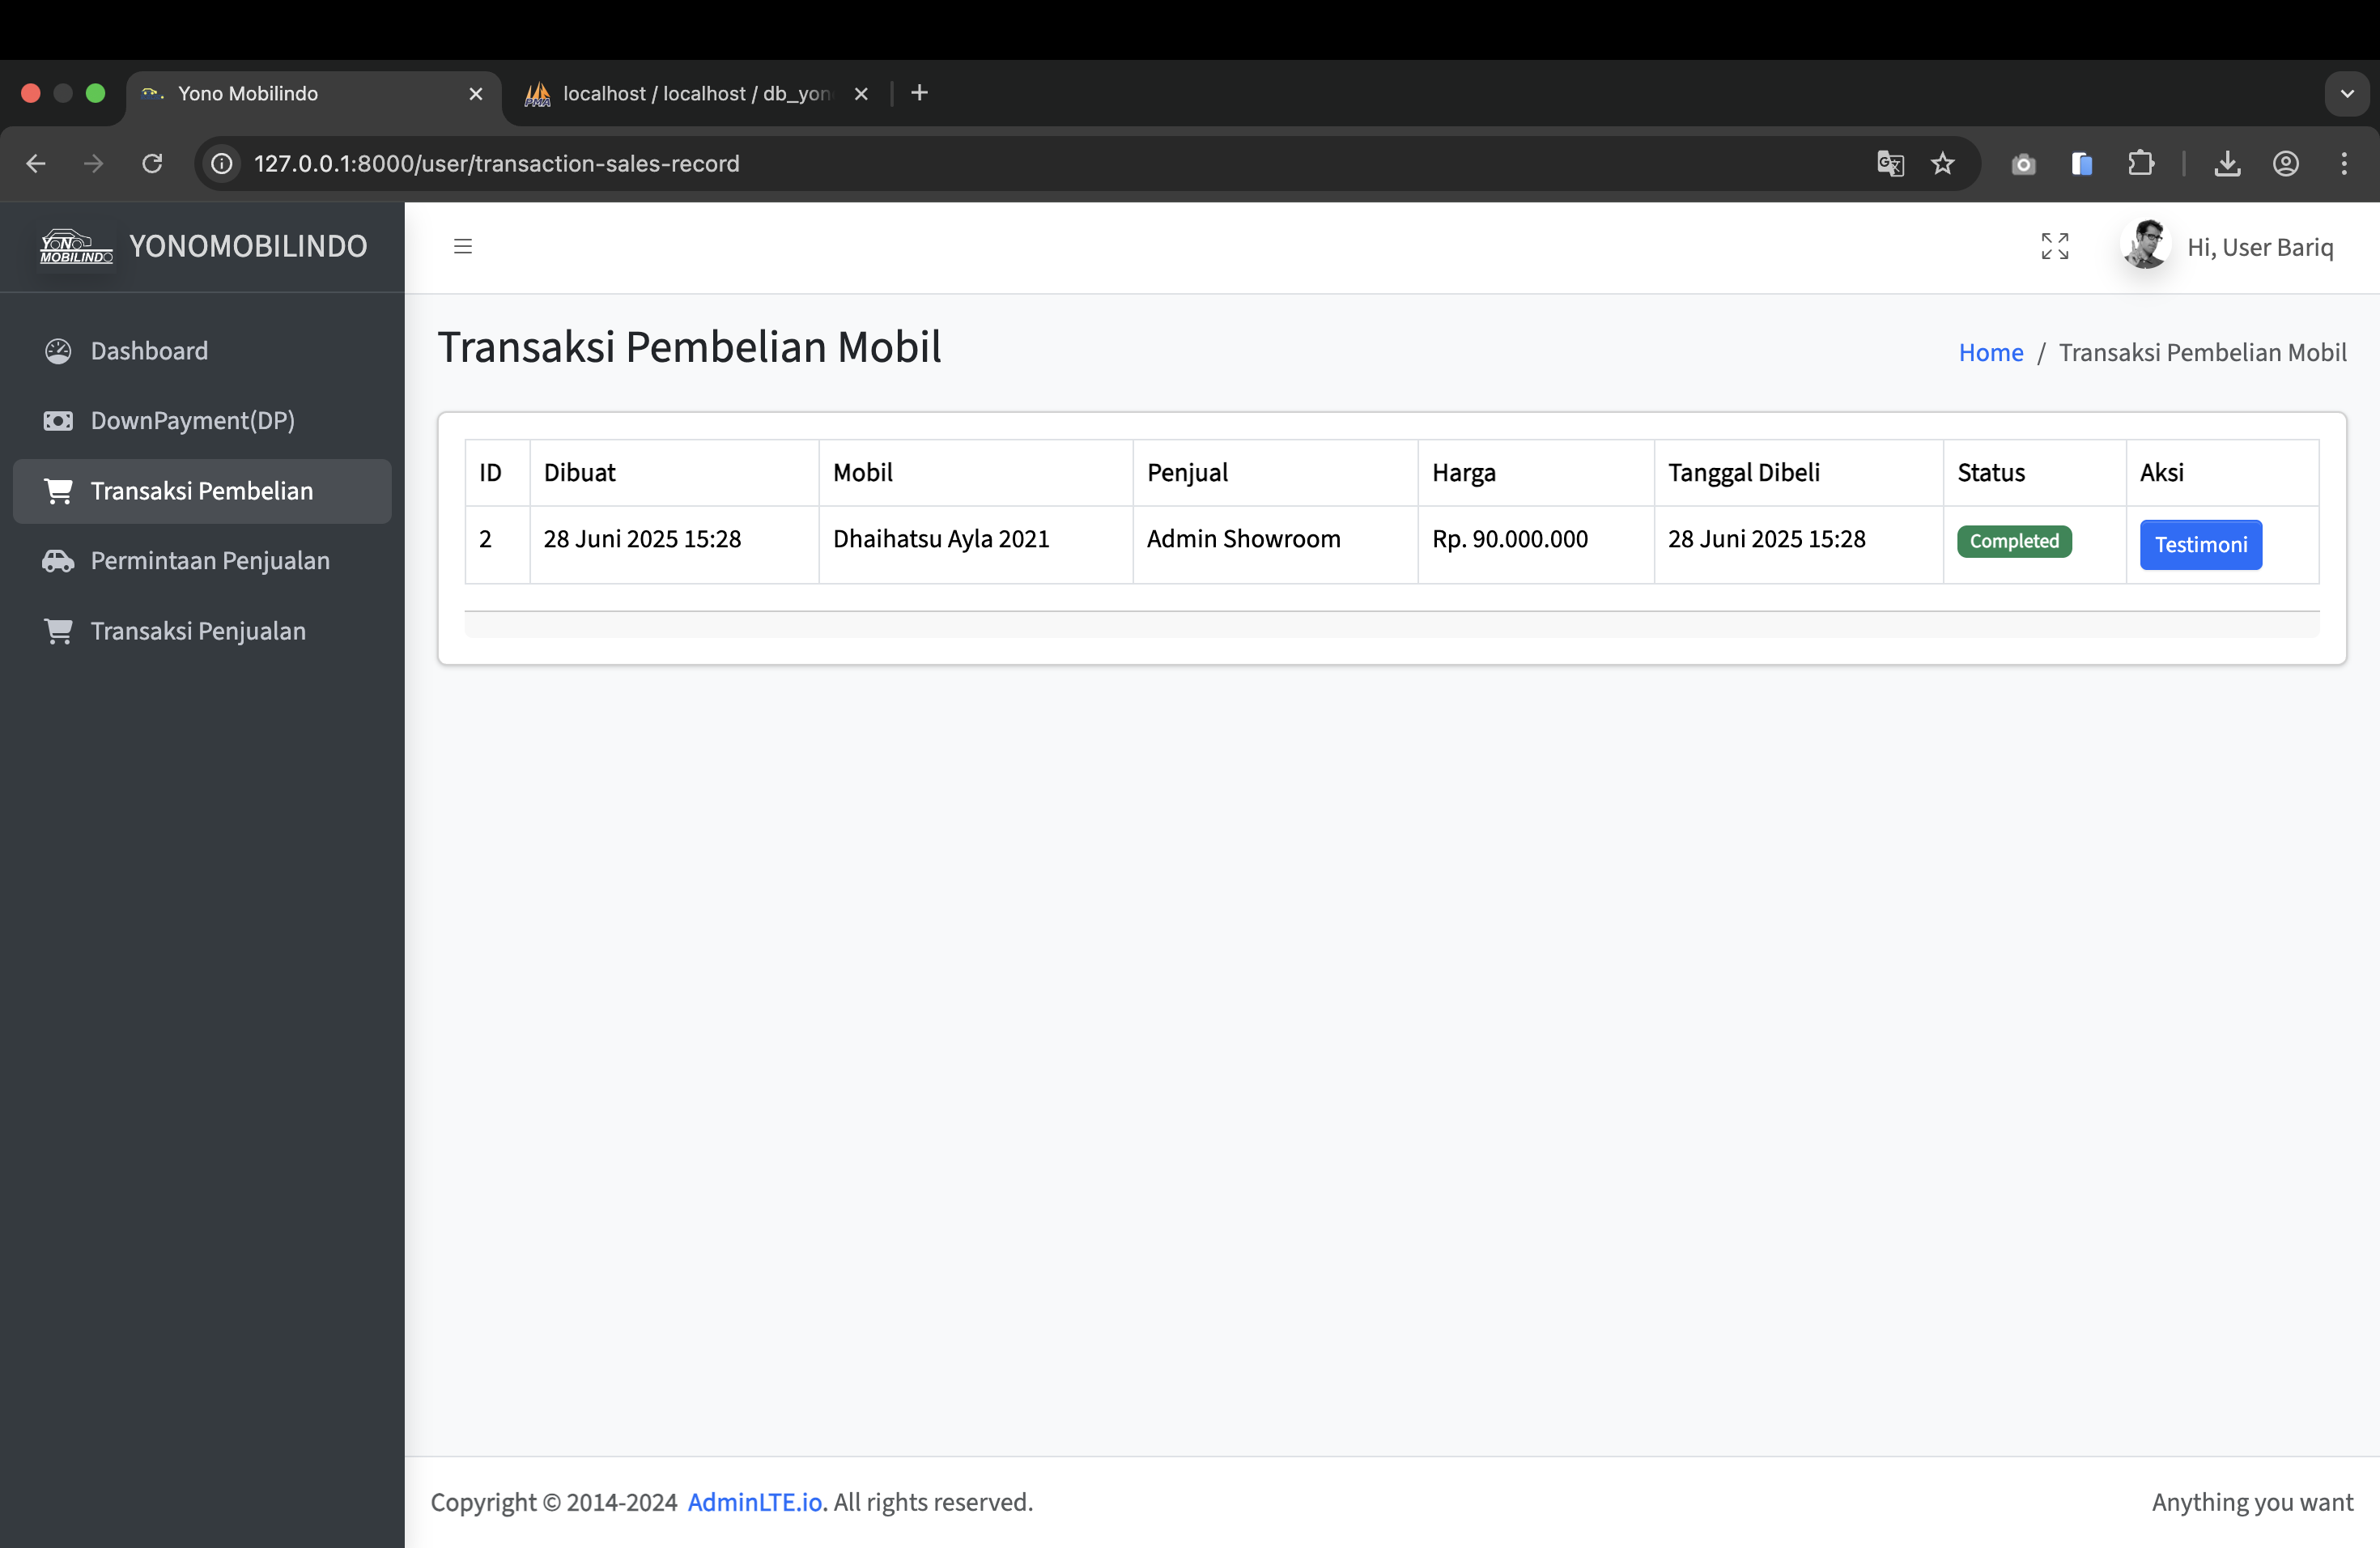 Yono Mobilindo
localhost / localhost / db_yon
127.0.0.1:8000/user/transaction-sales-record
YONO MOBILINDO
YONOMOBILINDO
Hi, User Bariq
Dashboard
DownPayment(DP)
Transaksi Pembelian
Permintaan Penjualan
Transaksi Penjualan
Transaksi Pembelian Mobil
Home / Transaksi Pembelian Mobil
ID Dibuat Mobil Penjual Harga Tanggal Dibeli Status Aksi
2 28 Juni 2025 15:28 Dhaihatsu Ayla 2021 Admin Showroom Rp. 90.000.000 28 Juni 2025 15:28 Completed Testimoni
Copyright © 2014-2024 AdminLTE.io. All rights reserved.
Anything you want